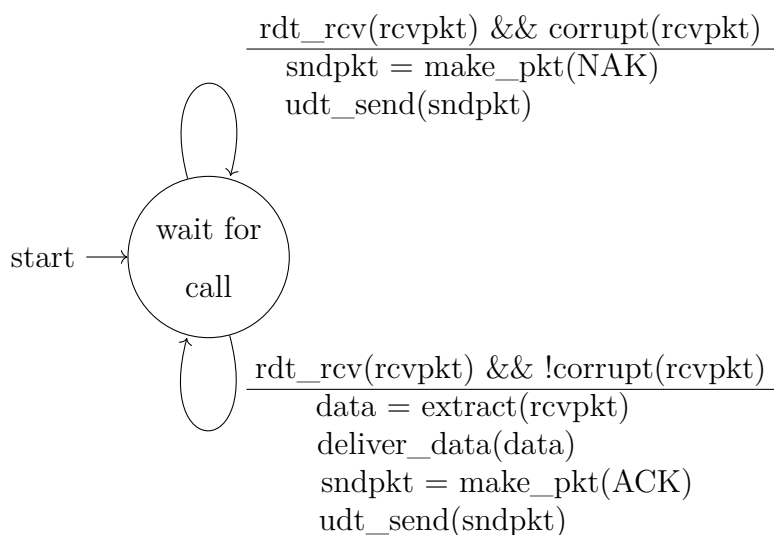 rdt_rcv(rcvpkt) && corrupt(rcvpkt)
sndpkt = make_pkt(NAK)
udt_send(sndpkt)
wait for
call
start
rdt_rcv(rcvpkt) && !corrupt(rcvpkt)
data = extract(rcvpkt)
deliver_data(data)
sndpkt = make_pkt(ACK)
udt_send(sndpkt)